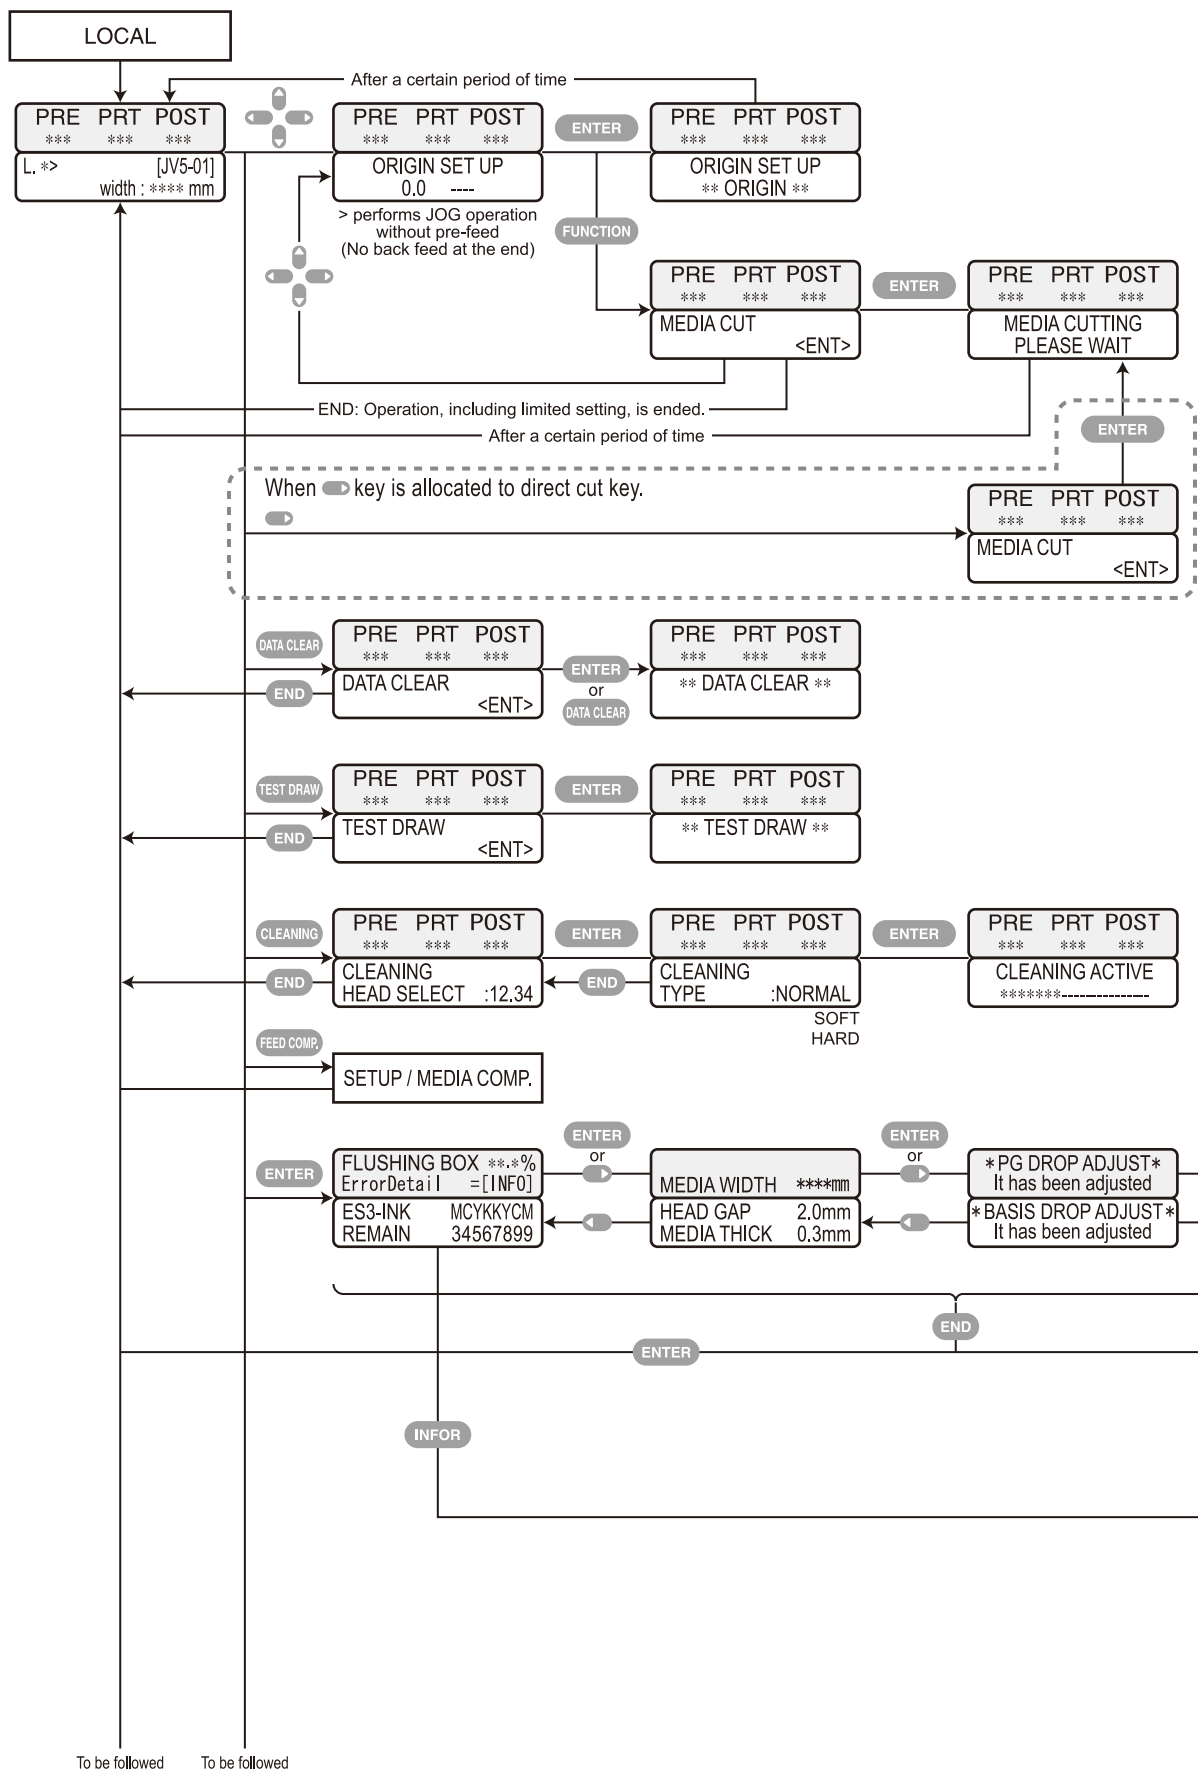 LOCAL
After a certain period of time
PRE PRT POST
*** *** ***
L. *> [JV5-01]
width : **** mm
PRE PRT POST
*** *** ***
ORIGIN SET UP
0.0 ----
> performs JOG operation
without pre-feed
(No back feed at the end)
ENTER
PRE PRT POST
*** *** ***
ORIGIN SET UP
** ORIGIN **
FUNCTION
PRE PRT POST
*** *** ***
MEDIA CUT
<ENT>
ENTER
PRE PRT POST
*** *** ***
MEDIA CUTTING
PLEASE WAIT
END: Operation, including limited setting, is ended.
After a certain period of time
ENTER
When key is allocated to direct cut key.
PRE PRT POST
*** *** ***
MEDIA CUT
<ENT>
DATA CLEAR
END
PRE PRT POST
*** *** ***
DATA CLEAR
<ENT>
ENTER
or
DATA CLEAR
PRE PRT POST
*** *** ***
** DATA CLEAR **
TEST DRAW
END
PRE PRT POST
*** *** ***
TEST DRAW
<ENT>
ENTER
PRE PRT POST
*** *** ***
** TEST DRAW **
CLEANING
END
PRE PRT POST
*** *** ***
CLEANING
HEAD SELECT :12.34
ENTER
END
PRE PRT POST
*** *** ***
CLEANING
TYPE :NORMAL
SOFT
HARD
ENTER
PRE PRT POST
*** *** ***
CLEANING ACTIVE
*******---------------
FEED COMP.
SETUP / MEDIA COMP.
ENTER
FLUSHING BOX **.*%
ErrorDetail =[INFO]
ES3-INK MCYKKYCM
REMAIN 34567899
ENTER
or
MEDIA WIDTH ****mm
HEAD GAP 2.0mm
MEDIA THICK 0.3mm
ENTER
or
*PG DROP ADJUST*
It has been adjusted
*BASIS DROP ADJUST*
It has been adjusted
END
ENTER
INFOR
To be followed To be followed